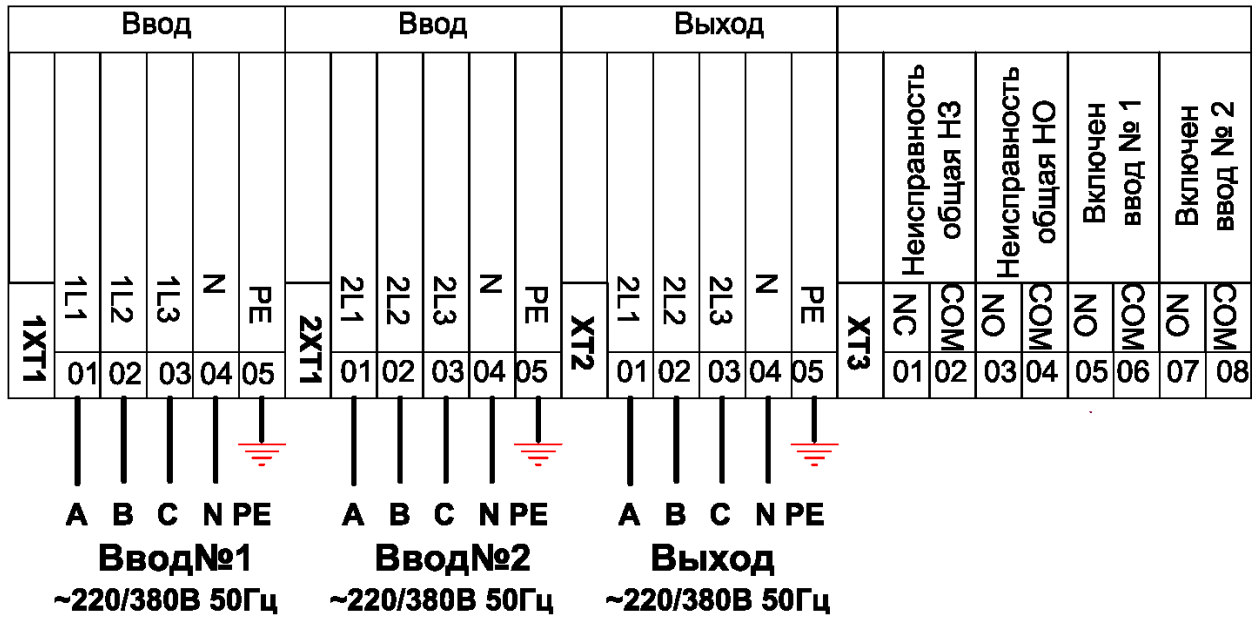 Ввод Ввод Выход
Неисправность общая НЗ
Неисправность общая НО
Включен ввод № 1
Включен ввод № 2
1XT1 1L1 1L2 1L3 N PE 2XT1 2L1 2L2 2L3 N PE XT2 2L1 2L2 2L3 N PE XT3 NC COM NO COM NO COM NO COM
01 02 03 04 05 01 02 03 04 05 01 02 03 04 05 01 02 03 04 05 06 07 08
A B C N PE A B C N PE A B C N PE
Ввод№1 Ввод№2 Выход
~220/380В 50Гц ~220/380В 50Гц ~220/380В 50Гц